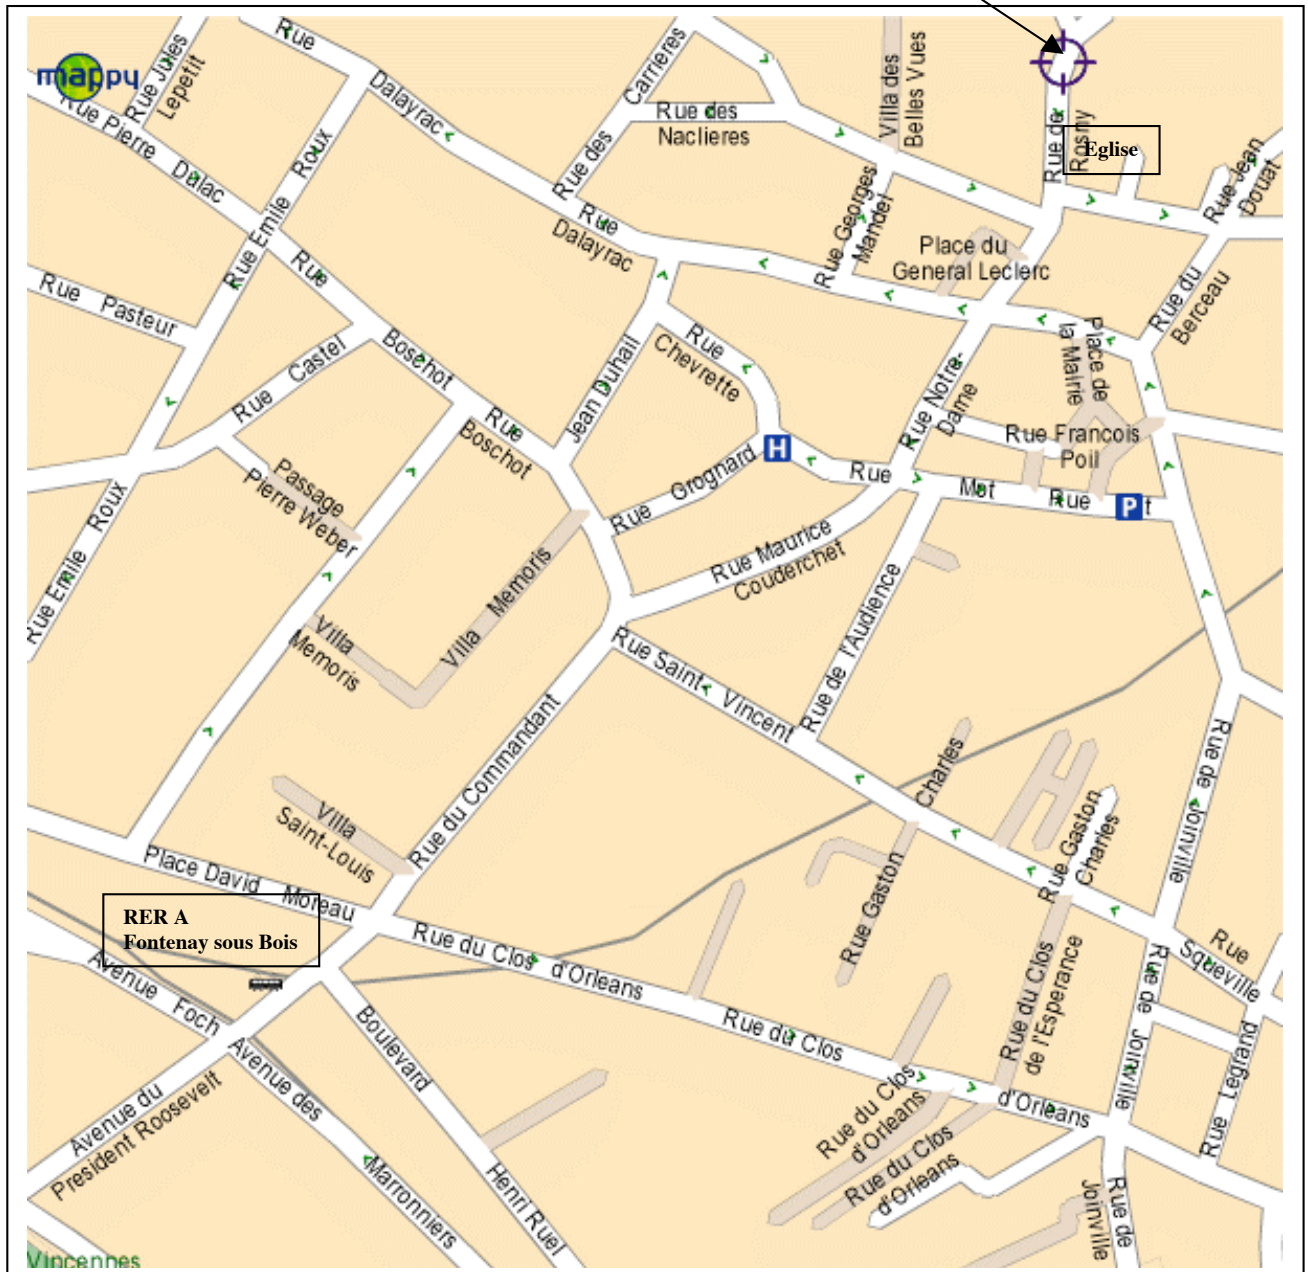 Rue
Rue Jules
Lepetit
mappy
Rue Pierre Dulac
Dalayrac
Rue des Carrieres
Rue des
Naclieres
Villa des
Belles Vues
Rue de
Rosny
Eglise
Rue Jean
Douat
Rue Emile Roux
Rue
Dalayrac
Rue Georges
Mandel
Place du
General Leclerc
Rue du
Berceau
Rue Pasteur
Rue
Boschot
Rue Castel
Jean Duhail
Rue
Chevrette
Rue Notre-
Dame
Place de
la Mairie
Rue Francois
Poil
Rue
Boschot
Passage
Pierre Weber
Rue Grognard
H
Rue Mot
Rue
P
t
Rue Emile Roux
Rue Maurice
Couderchet
Villa
Memoris
Villa Memoris
Rue Saint Vincent
Rue de l'Audience
Rue du Commandant
Villa
Saint-Louis
Charles
Rue Gaston
Rue Gaston
Charles
Rue de Joinville
Place David Moreau
RER A
Fontenay sous Bois
Rue du Clos d'Orleans
Rue du Clos
de l'Esperance
Rue
Squeville
Avenue Foch
Rue du Clos
d'Orleans
Rue de Joinville
Rue Legrand
Boulevard
Henri Ruel
Avenue des
Marronniers
Avenue du
President Roosevelt
Rue du Clos
d'Orleans
Rue du Clos
d'Orleans
Rue de
Joinville
Vincennes